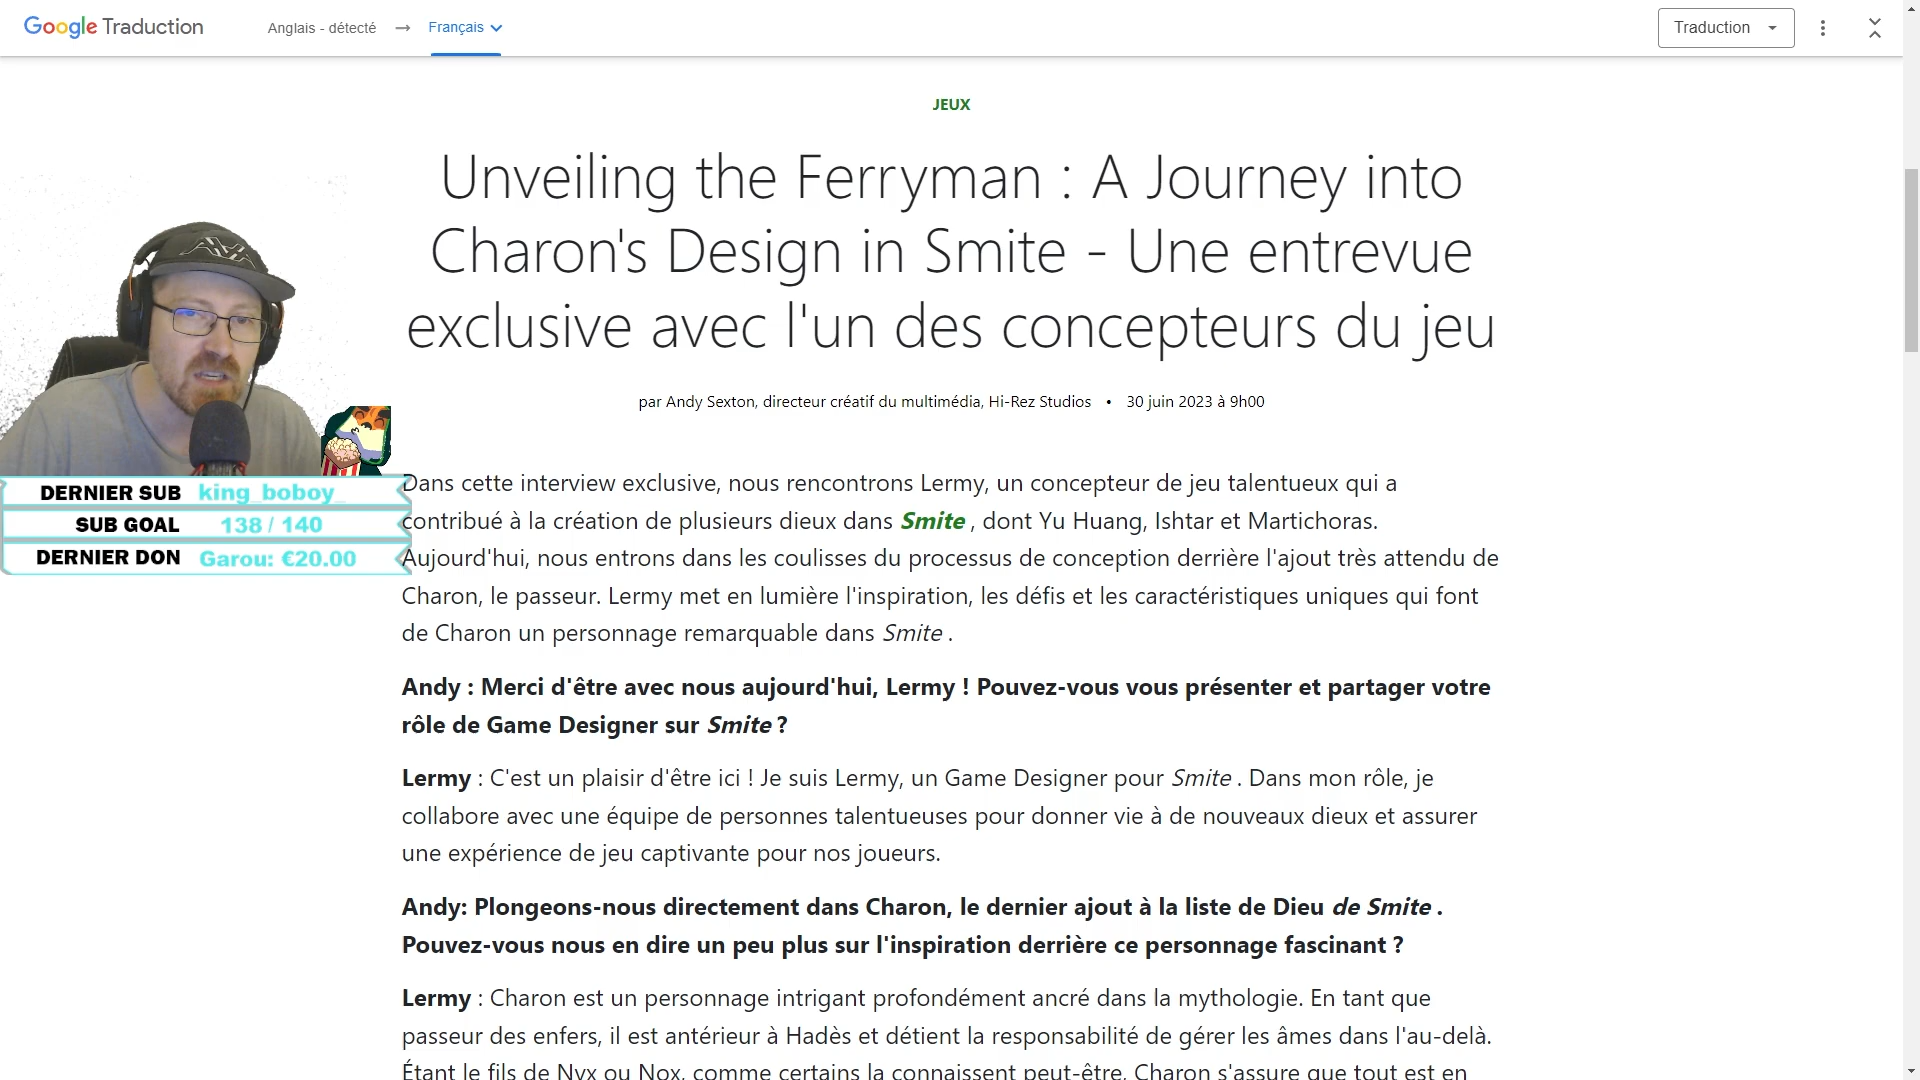 Google Traduction
Anglais - détecté → Français
Traduction
JEUX
Unveiling the Ferryman : A Journey into
Charon's Design in Smite - Une entrevue
exclusive avec l'un des concepteurs du jeu
par Andy Sexton, directeur créatif du multimédia, Hi-Rez Studios • 30 juin 2023 à 9h00
DERNIER SUB king_boboy_
SUB GOAL 138 / 140
DERNIER DON Garou: €20.00
Dans cette interview exclusive, nous rencontrons Lermy, un concepteur de jeu talentueux qui a
contribué à la création de plusieurs dieux dans Smite , dont Yu Huang, Ishtar et Martichoras.
Aujourd'hui, nous entrons dans les coulisses du processus de conception derrière l'ajout très attendu de
Charon, le passeur. Lermy met en lumière l'inspiration, les défis et les caractéristiques uniques qui font
de Charon un personnage remarquable dans Smite .
Andy : Merci d'être avec nous aujourd'hui, Lermy ! Pouvez-vous vous présenter et partager votre
rôle de Game Designer sur Smite ?
Lermy : C'est un plaisir d'être ici ! Je suis Lermy, un Game Designer pour Smite . Dans mon rôle, je
collabore avec une équipe de personnes talentueuses pour donner vie à de nouveaux dieux et assurer
une expérience de jeu captivante pour nos joueurs.
Andy: Plongeons-nous directement dans Charon, le dernier ajout à la liste de Dieu de Smite .
Pouvez-vous nous en dire un peu plus sur l'inspiration derrière ce personnage fascinant ?
Lermy : Charon est un personnage intrigant profondément ancré dans la mythologie. En tant que
passeur des enfers, il est antérieur à Hadès et détient la responsabilité de gérer les âmes dans l'au-delà.
Étant le fils de Nyx ou Nox, comme certains la connaissent peut-être, Charon s'assure que tout est en